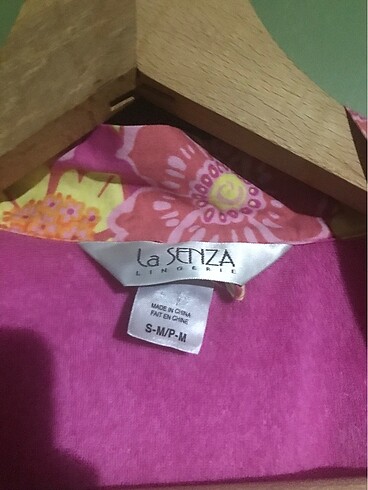 La SENZA
LINGERIE
MADE IN CHINA
FAIT EN CHINE
S-M/P-M